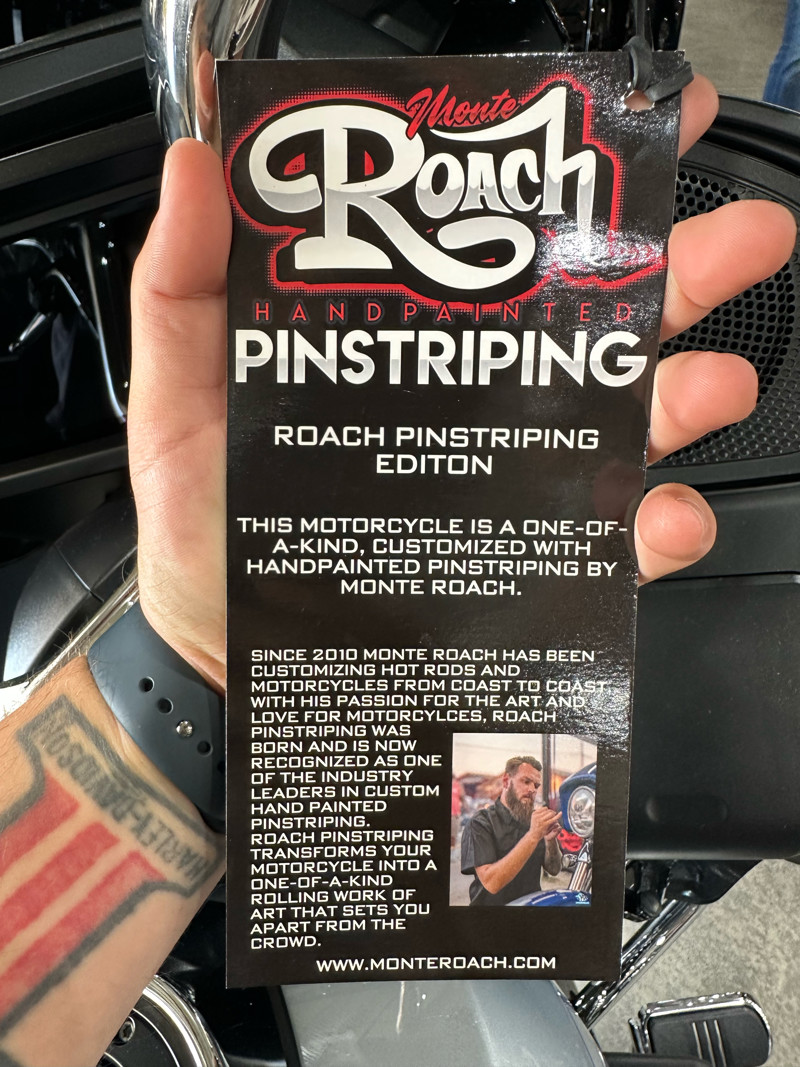 Monte
ROACH
HANDPAINTED
PINSTRIPING
ROACH PINSTRIPING
EDITON
THIS MOTORCYCLE IS A ONE-OF-
A-KIND, CUSTOMIZED WITH
HANDPAINTED PINSTRIPING BY
MONTE ROACH.
SINCE 2010 MONTE ROACH HAS BEEN
CUSTOMIZING HOT RODS AND
MOTORCYCLES FROM COAST TO COAST
WITH HIS PASSION FOR THE ART AND
LOVE FOR MOTORCYLCES, ROACH
PINSTRIPING WAS
BORN AND IS NOW
RECOGNIZED AS ONE
OF THE INDUSTRY
LEADERS IN CUSTOM
HAND PAINTED
PINSTRIPING.
ROACH PINSTRIPING
TRANSFORMS YOUR
MOTORCYCLE INTO A
ONE-OF-A-KIND
ROLLING WORK OF
ART THAT SETS YOU
APART FROM THE
CROWD.
WWW.MONTEROACH.COM
HARLEY-DAVIDSON